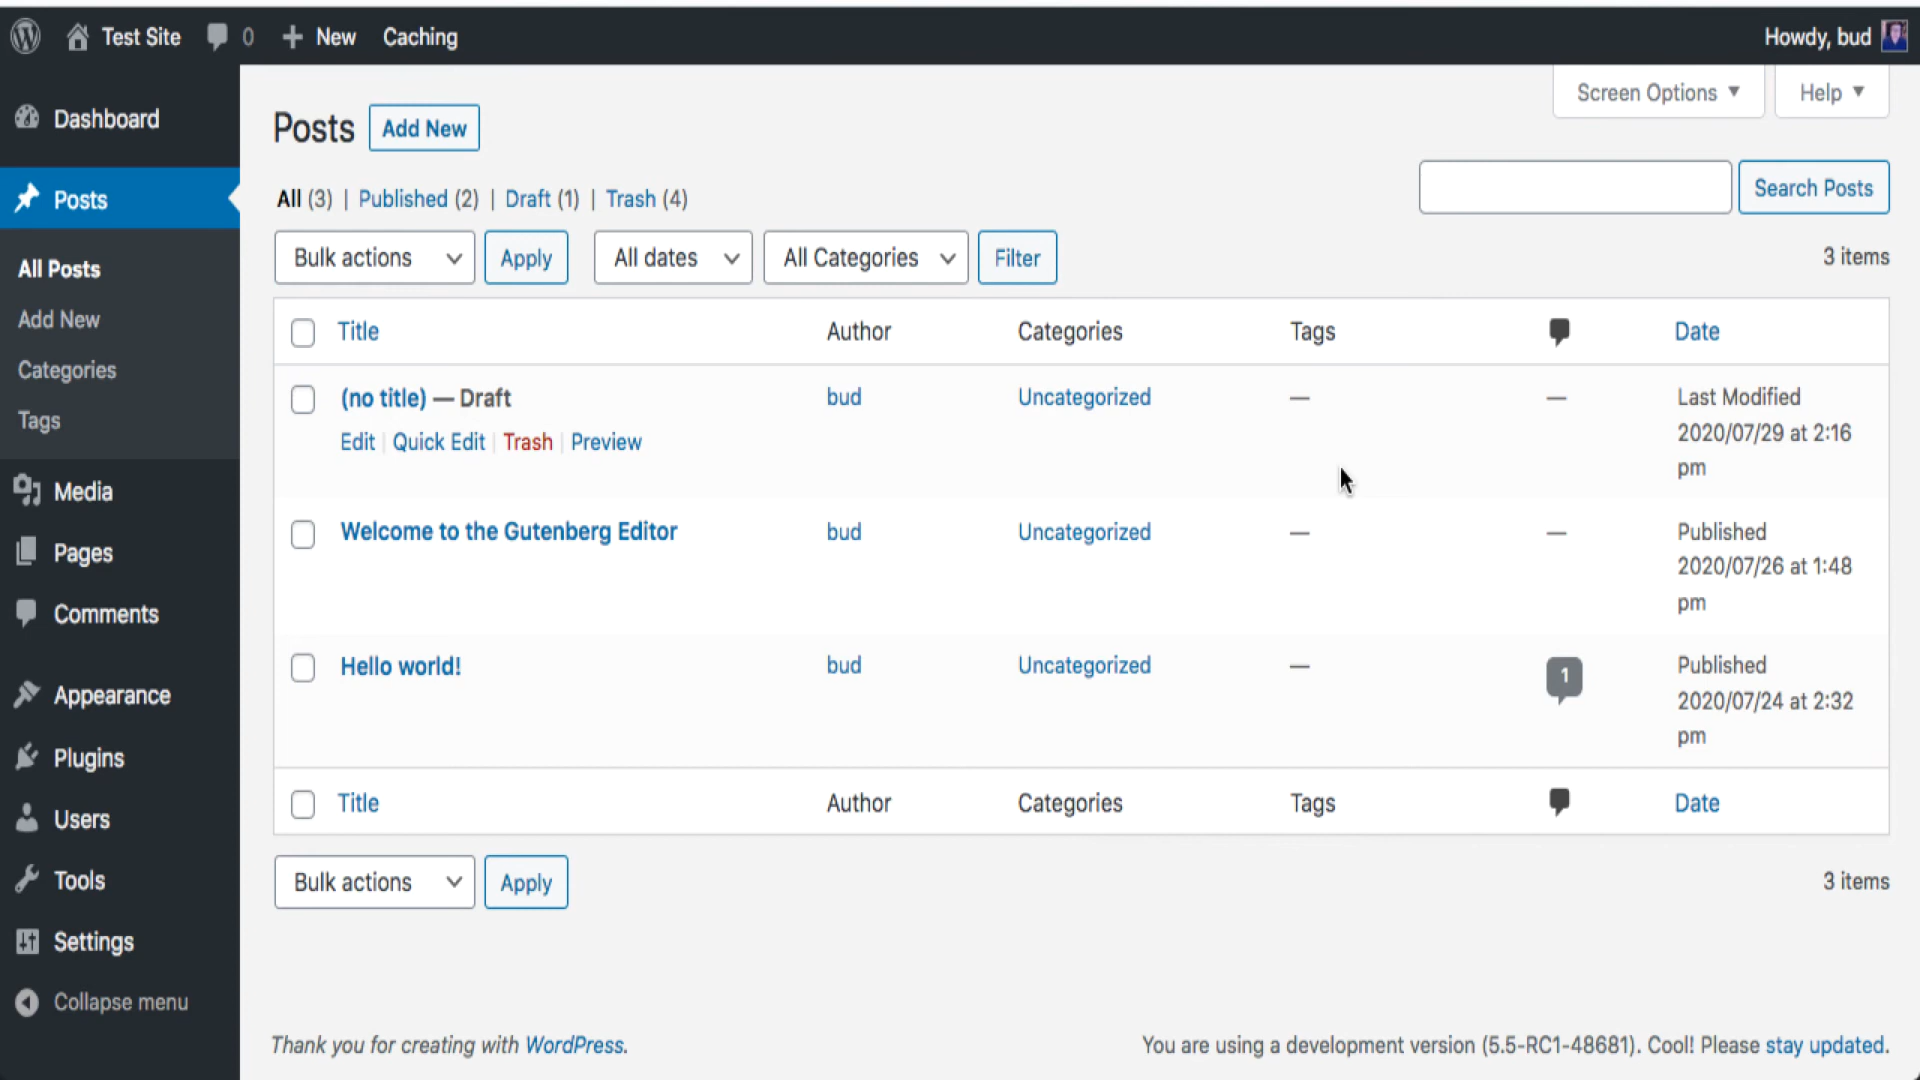 Test Site 0 New Caching Howdy, bud
Screen Options Help
Dashboard
Posts
All Posts
Add New
Categories
Tags
Media
Pages
Comments
Appearance
Plugins
Users
Tools
Settings
Collapse menu
Posts Add New
All (3) | Published (2) | Draft (1) | Trash (4)
Search Posts
Bulk actions Apply All dates All Categories Filter 3 items
Title Author Categories Tags Date
(no title) — Draft bud Uncategorized — — Last Modified
2020/07/29 at 2:16
pm
Edit | Quick Edit | Trash | Preview
Welcome to the Gutenberg Editor bud Uncategorized — — Published
2020/07/26 at 1:48
pm
Hello world! bud Uncategorized — 1 Published
2020/07/24 at 2:32
pm
Title Author Categories Tags Date
Bulk actions Apply 3 items
Thank you for creating with WordPress. You are using a development version (5.5-RC1-48681). Cool! Please stay updated.